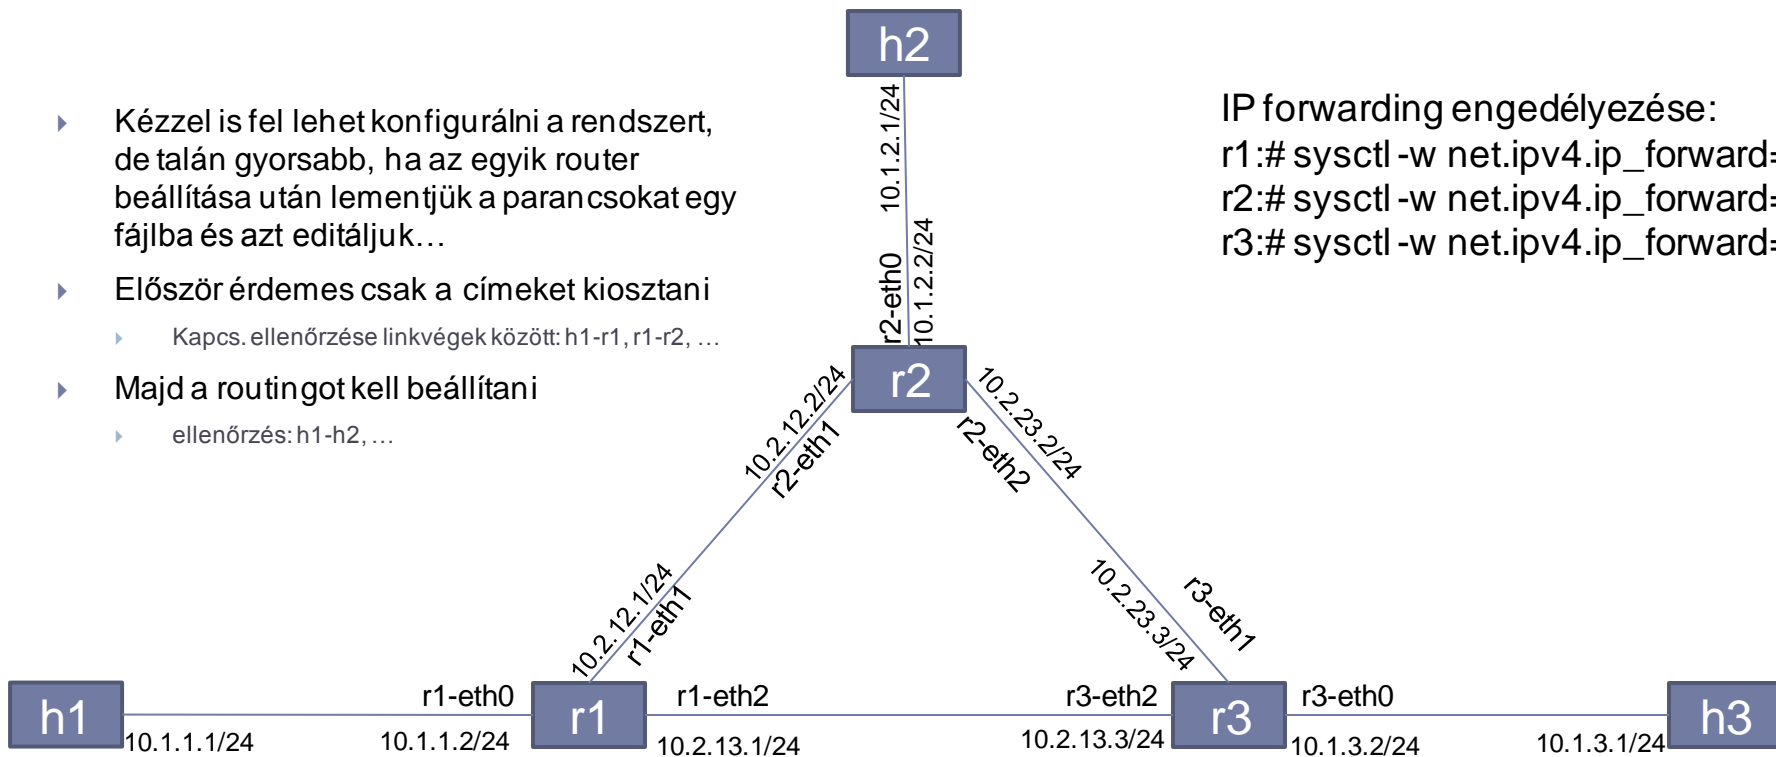 h2
Kézzel is fel lehet konfigurálni a rendszert,
de talán gyorsabb, ha az egyik router
beállítása után lementjük a parancsokat egy
fájlba és azt editáljuk…
Először érdemes csak a címeket kiosztani
Kapcs. ellenőrzése linkvégek között: h1-r1, r1-r2, …
Majd a routingot kell beállítani
ellenőrzés: h1-h2, …
IP forwarding engedélyezése:
r1:# sysctl -w net.ipv4.ip_forward=
r2:# sysctl -w net.ipv4.ip_forward=
r3:# sysctl -w net.ipv4.ip_forward=
10.1.2.1/24
r2-eth0
10.1.2.2/24
r2
10.2.12.2/24
r2-eth1
10.2.23.2/24
r2-eth2
10.2.12.1/24
r1-eth1
10.2.23.3/24
r3-eth1
h1
10.1.1.1/24
r1-eth0
10.1.1.2/24
r1
r1-eth2
10.2.13.1/24
r3-eth2
10.2.13.3/24
r3
r3-eth0
10.1.3.2/24
10.1.3.1/24
h3